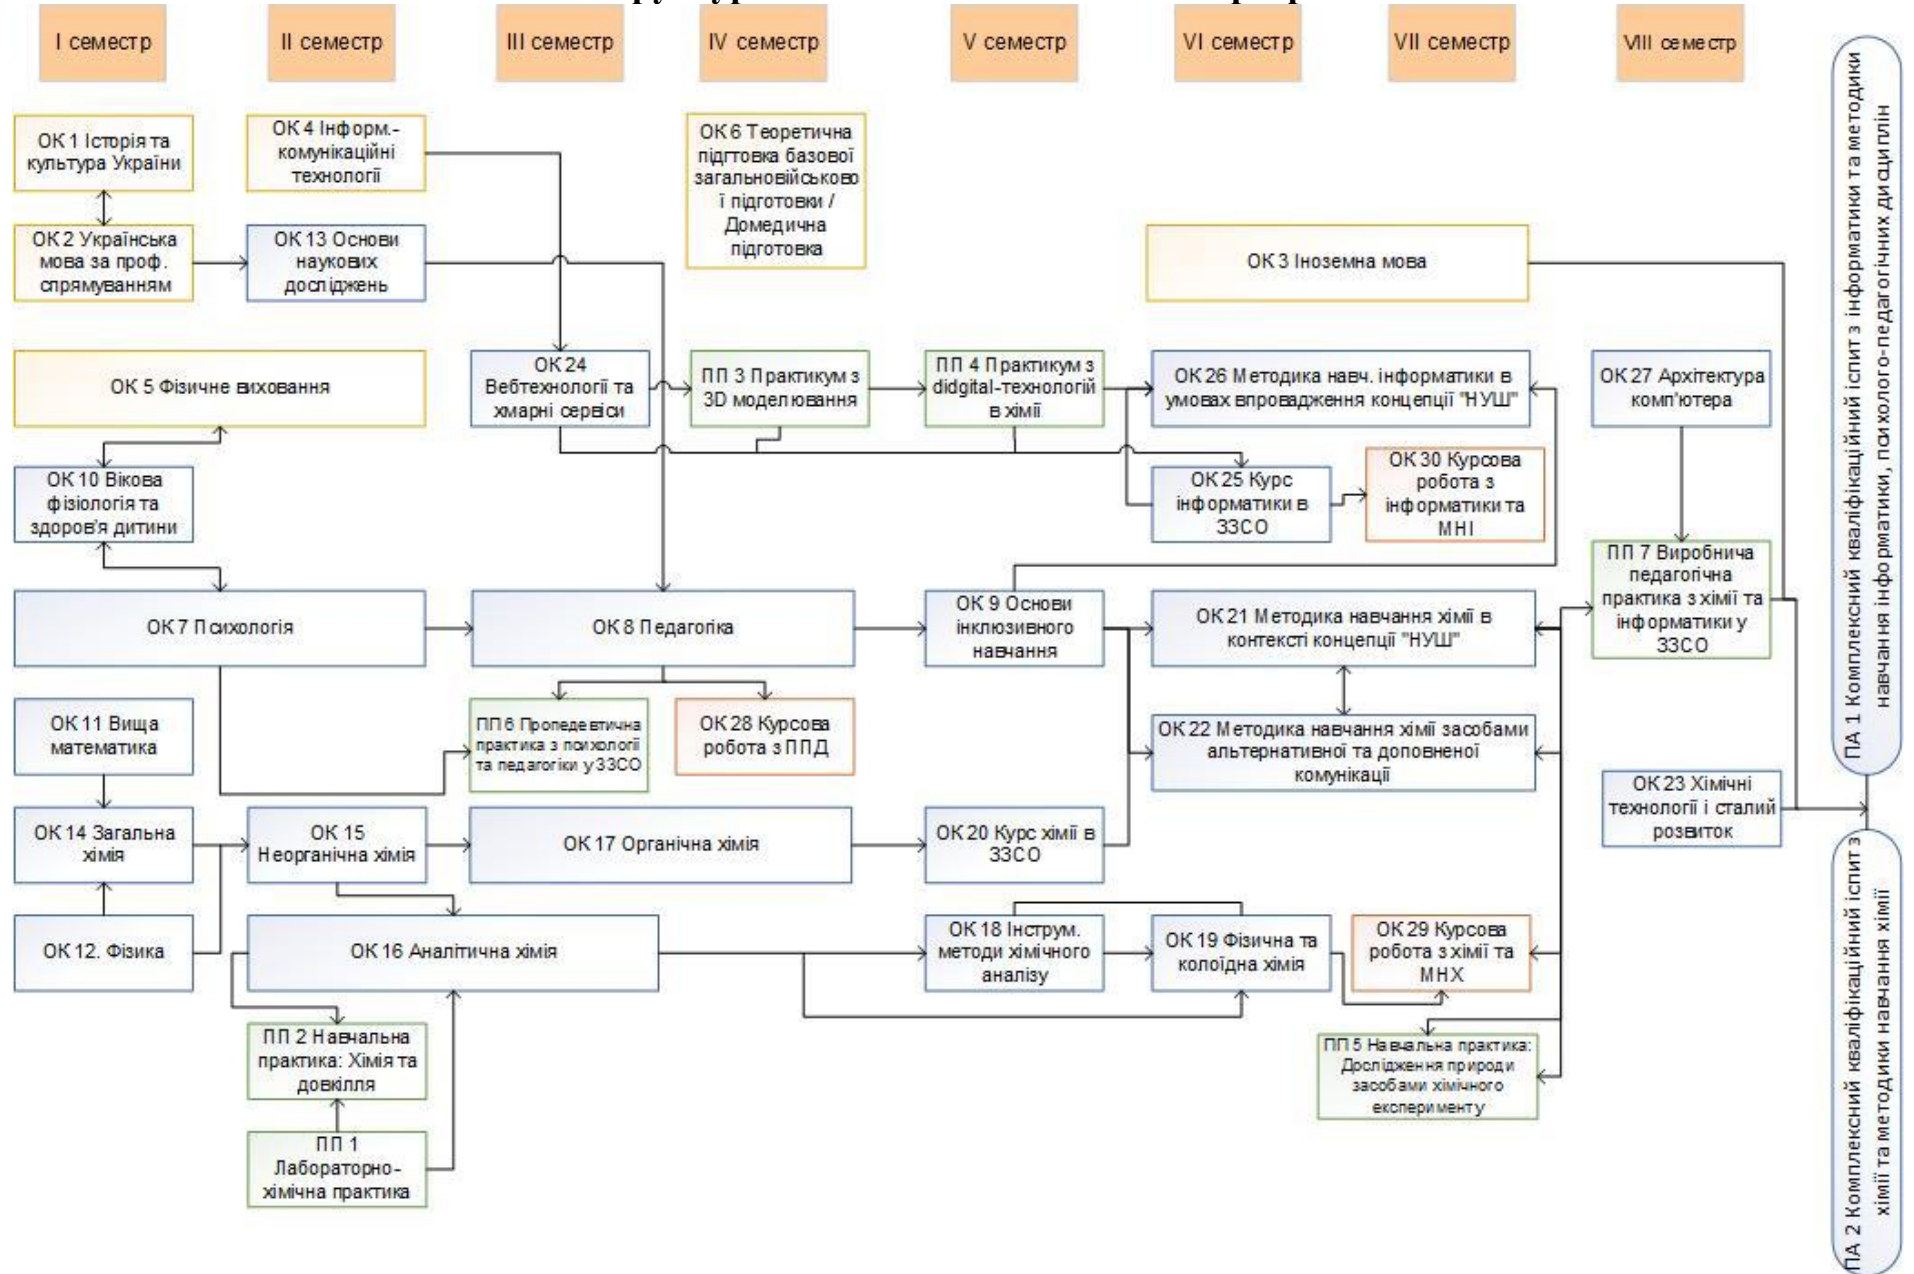 I семестр
II семестр
III семестр
IV семестр
V семестр
VI семестр
VII семестр
VIII семестр
ОК 1 Історія та
культура України
ОК 4 Інформ.-
комунікаційні
технології
ОК 6 Теоретична
підгтовка базової
загальновійськово
ї підготовки /
Домедична
підготовка
ОК 2 Українська
мова за проф.
спрямуванням
ОК 13 Основи
наукових
досліджень
ОК 3 Іноземна мова
ОК 5 Фізичне виховання
ОК 24
Вебтехнології та
хмарні сервіси
ПП 3 Практикум з
3D моделювання
ПП 4 Практикум з
didgital-технологій
в хімії
ОК 26 Методика навч. інформатики в
умовах впровадження концепції "НУШ"
ОК 27 Архітектура
комп'ютера
ОК 10 Вікова
фізіологія та
здоров'я дитини
ОК 25 Курс
інформатики в
ЗЗСО
ОК 30 Курсова
робота з
інформатики та
МНІ
ПП 7 Виробнича
педагогічна
практика з хімії та
інформатики у
ЗЗСО
ОК 7 Психологія
ОК 8 Педагогіка
ОК 9 Основи
інклюзивного
навчання
ОК 21 Методика навчання хімії в
контексті концепції "НУШ"
ОК 11 Вища
математика
ПП 6 Пропедевтична
практика з психології
та педагогіки у ЗЗСО
ОК 28 Курсова
робота з ППД
ОК 22 Методика навчання хімії засобами
альтернативної та доповненої
комунікації
ОК 23 Хімічні
технології і сталий
розвиток
ОК 14 Загальна
хімія
ОК 15
Неорганічна хімія
ОК 17 Органічна хімія
ОК 20 Курс хімії в
ЗЗСО
ОК 12. Фізика
ОК 16 Аналітична хімія
ОК 18 Інструм.
методи хімічного
аналізу
ОК 19 Фізична та
колоїдна хімія
ОК 29 Курсова
робота з хімії та
МНХ
ПП 2 Навчальна
практика: Хімія та
довкілля
ПП 5 Навчальна практика:
Дослідження природи
засобами хімічного
експерименту
ПП 1
Лабораторно-
хімічна практика
ПА 1 Комплексний кваліфікаційний іспит з інформатики та методики
навчання інформатики, психолого-педагогічних дисциплін
ПА 2 Комплексний кваліфікаційний іспит з
хімії та методики навчання хімії